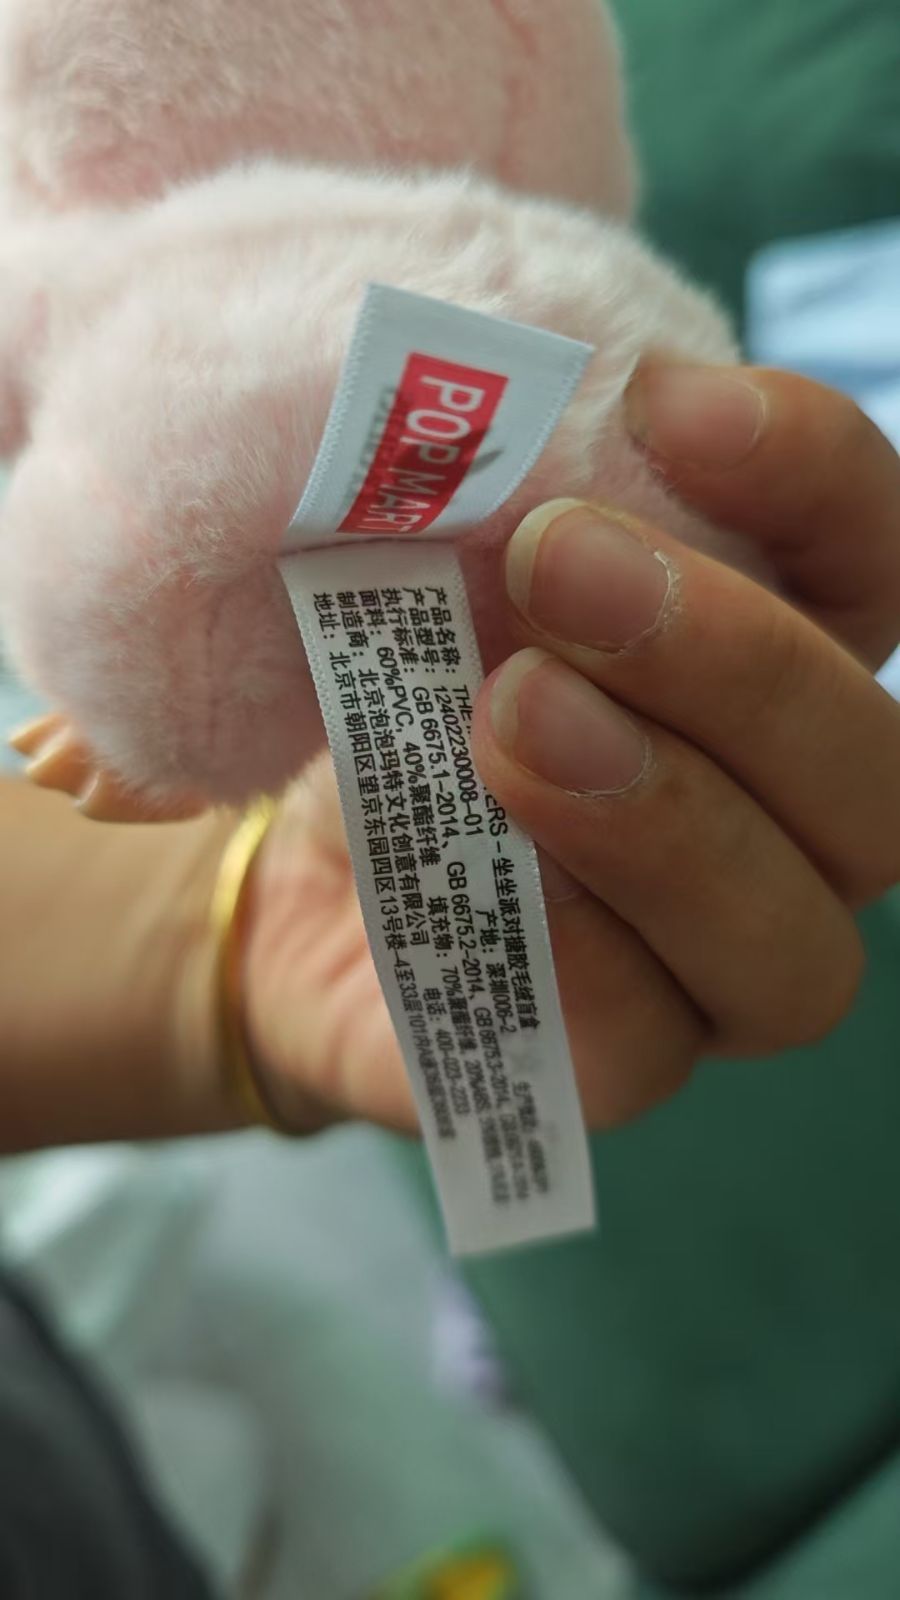 POP MART
产品名称： THE ERS - 坐坐派对搪胶毛绒盲盒
产品型号： 12402230008-01 产地： 深圳006-2
执行标准： GB 6675.1-2014、 GB 6675.2-2014、 GB 6675.3-2014、
面料： 60%PVC, 40%聚酯纤维 填充物： 70%聚酯纤维, 20%ABS,
制造商： 北京泡泡玛特文化创意有限公司 电话： 400-023-2233
地址： 北京市朝阳区望京东园四区13号楼-4至33层101内